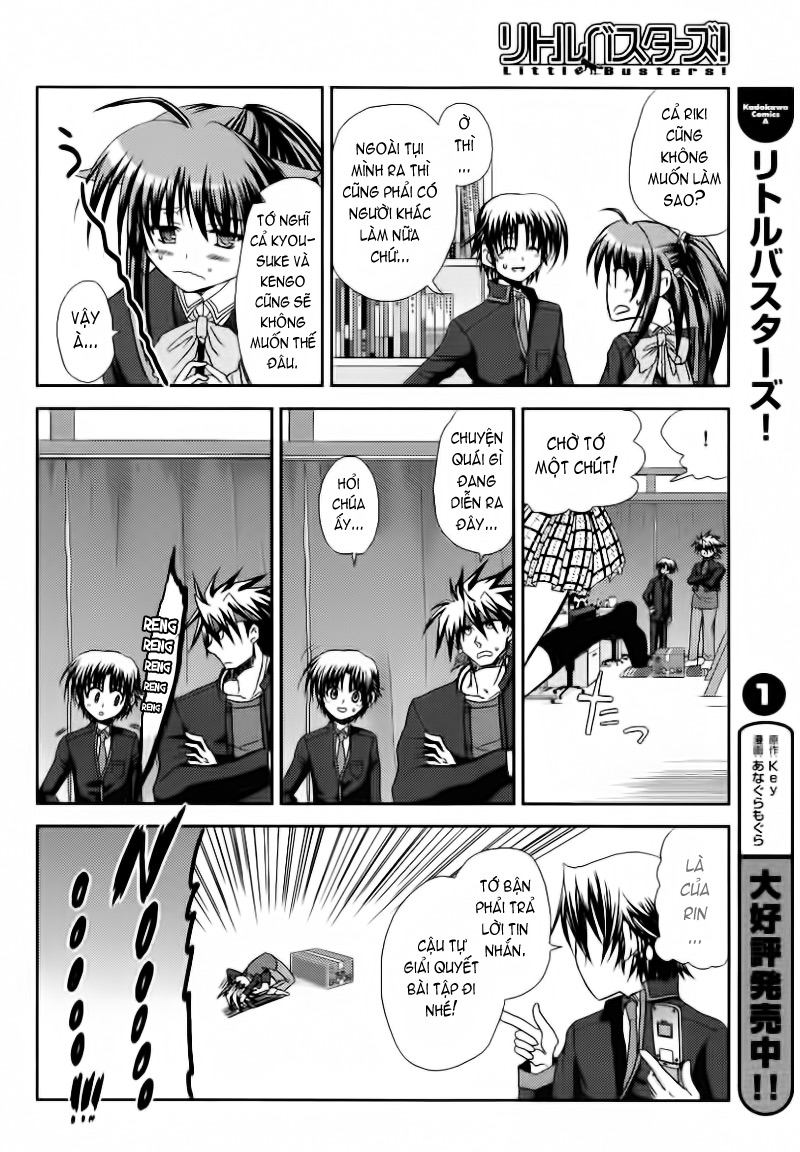 リトルバスターズ!
Little Busters!
Kadokawa
Comics
A
リトルバスターズ!
1
原作 Key
漫画 あなぐらもぐら
大好評発売中!!
CẢ RIKI
CŨNG
KHÔNG
MUỐN LÀM
SAO?
Ờ
THÌ
...
NGOÀI TỤI
MÌNH RA THÌ
CŨNG PHẢI CÓ
NGƯỜI KHÁC
LÀM NỮA
CHỨ...
TỚ NGHĨ
CẢ KYOU-
SUKE VÀ
KENGO
CŨNG SẼ
KHÔNG
MUỐN THẾ
ĐÂU.
VẬY
À...
!
CHỜ TỚ
MỘT CHÚT!
たっ
CHUYỆN
QUÁI GÌ
ĐANG
DIỄN RA
ĐÂY...
HỎI
CHÚA
ẤY...
RENG
RENG
RENG
RENG
RENG
LÀ
CỦA
RIN...
TỚ BẬN
PHẢI TRẢ
LỜI TIN
NHẮN.
CẬU TỰ
GIẢI QUYẾT
BÀI TẬP ĐI
NHÉ!
NOOOOO
OOOOO!!!